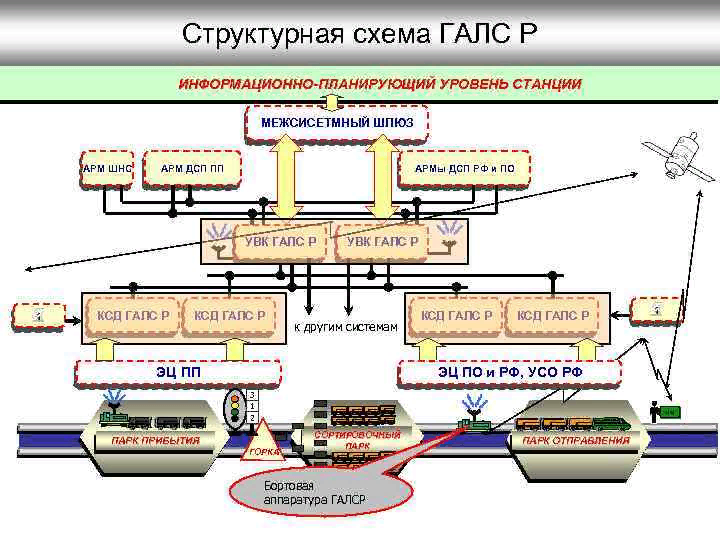 Структурная схема ГАЛС Р
ИНФОРМАЦИОННО-ПЛАНИРУЮЩИЙ УРОВЕНЬ СТАНЦИИ
МЕЖСИСЕТМНЫЙ ШЛЮЗ
АРМ ШНС
АРМ ДСП ПП
АРМы ДСП РФ и ПО
УВК ГАЛС Р
УВК ГАЛС Р
КСД ГАЛС Р
КСД ГАЛС Р
к другим системам
КСД ГАЛС Р
КСД ГАЛС Р
ЭЦ ПП
ЭЦ ПО и РФ, УСО РФ
3
1
2
ПАРК ПРИБЫТИЯ
ГОРКА
СОРТИРОВОЧНЫЙ
ПАРК
ПАРК ОТПРАВЛЕНИЯ
Бортовая
аппаратура ГАЛСР